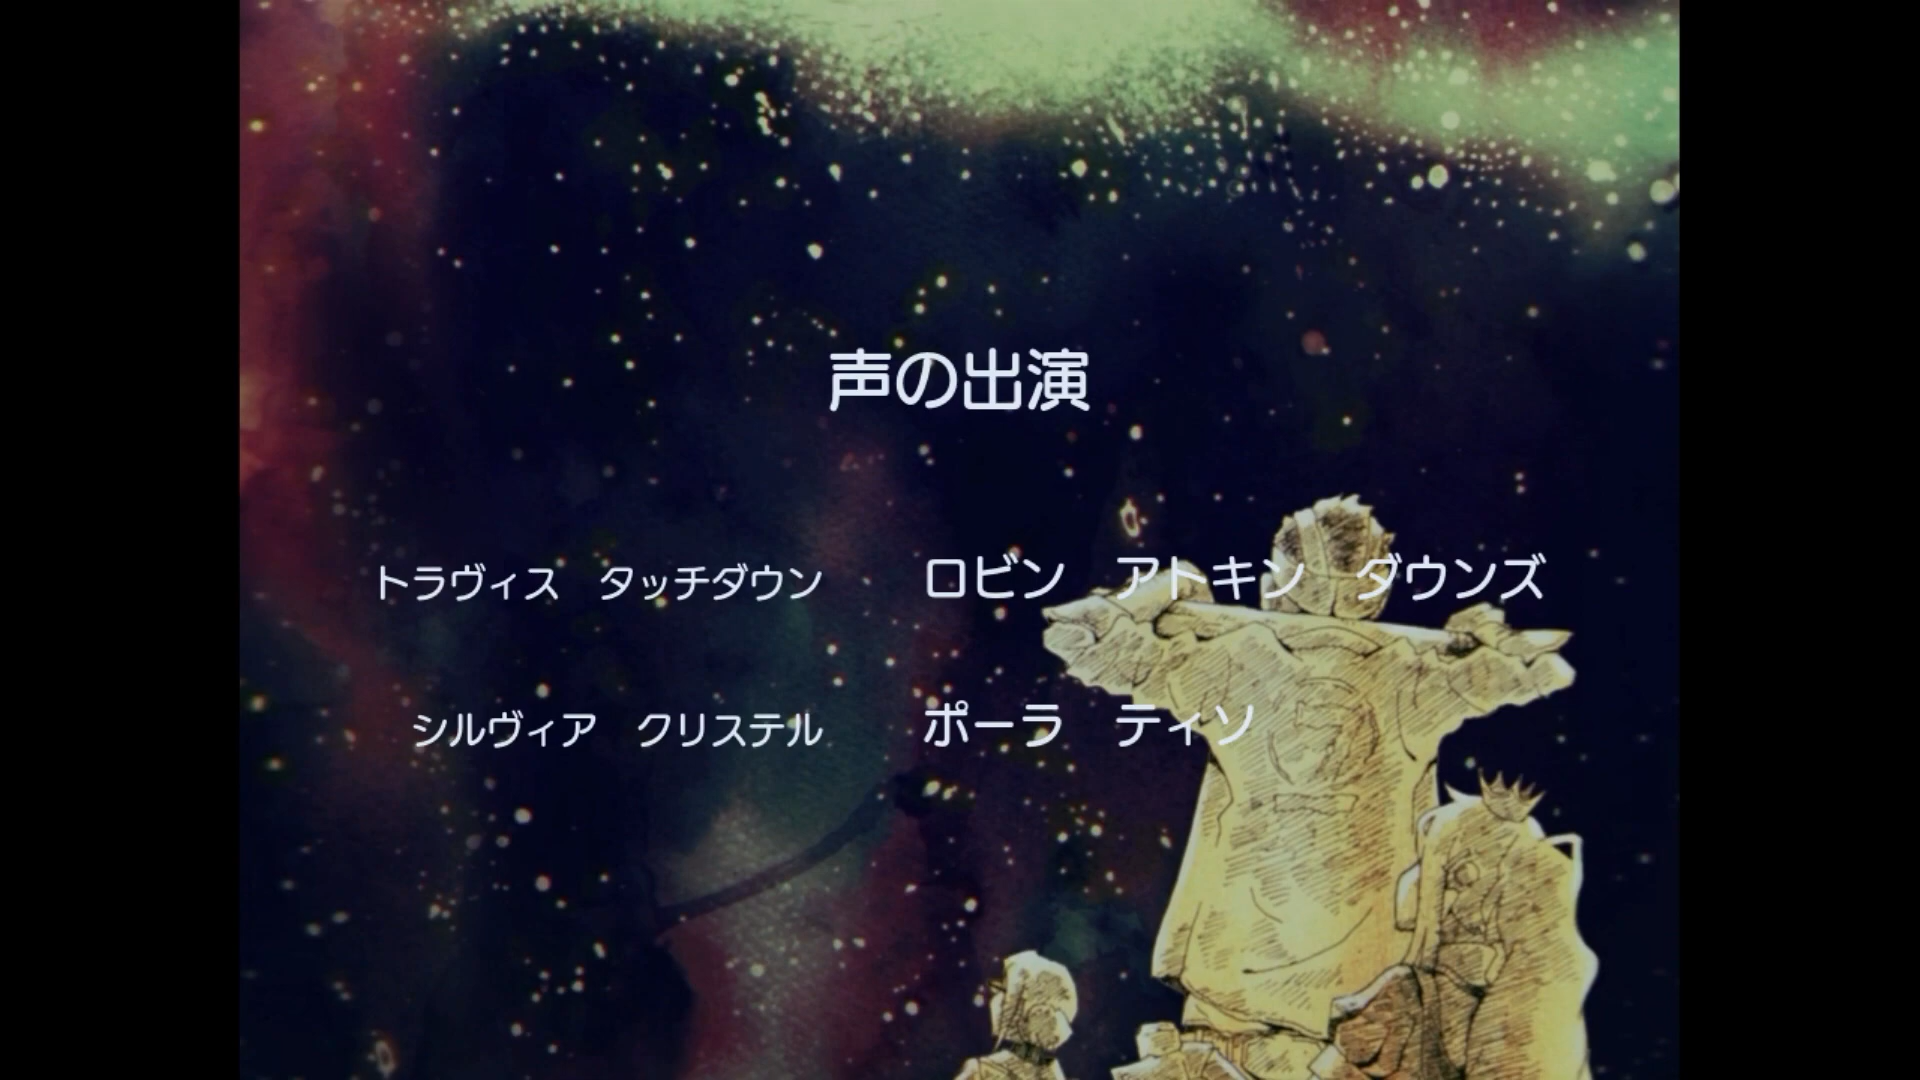 声の出演
トラヴィス　タッチダウン　ロビン　アトキン　ダウンズ
シルヴィア　クリステル　ポーラ　ティソ